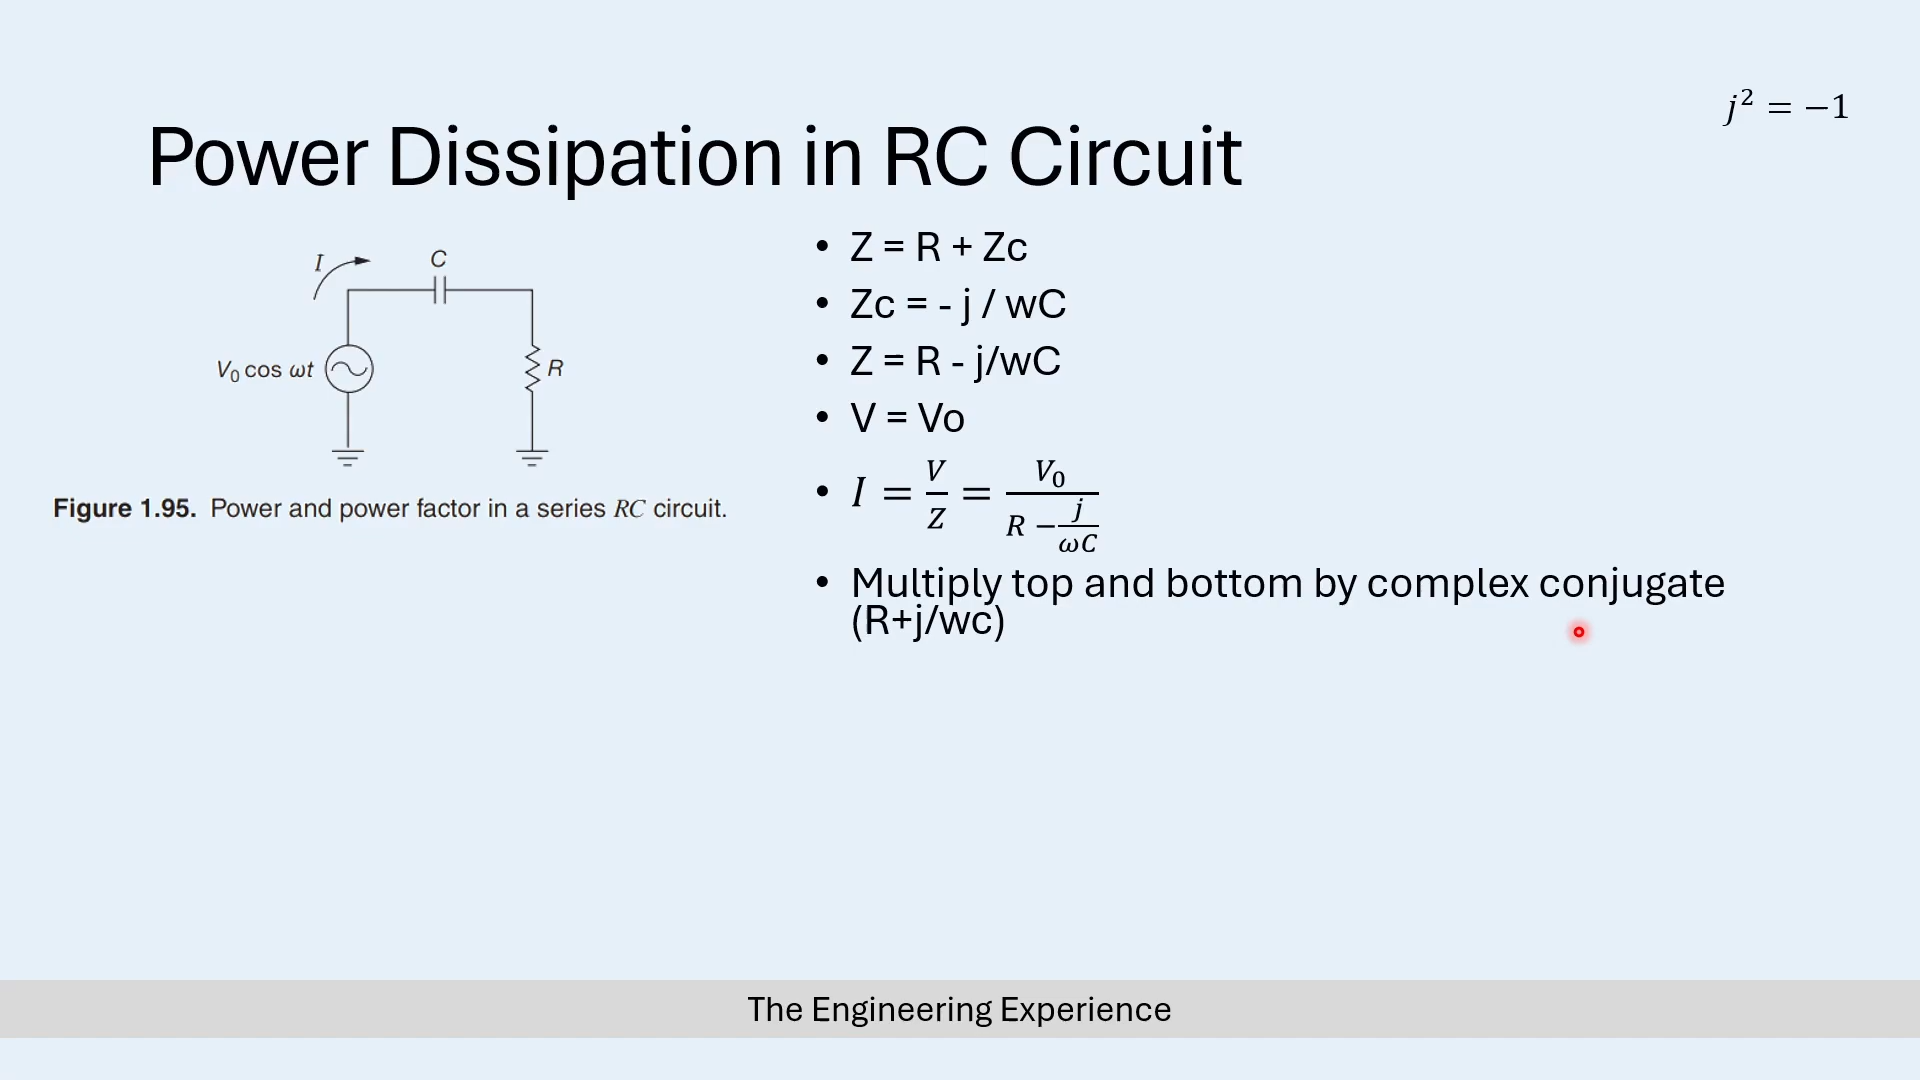 j² = −1
Power Dissipation in RC Circuit
I
C
V₀ cos ωt
R
Figure 1.95. Power and power factor in a series RC circuit.
• Z = R + Zc
• Zc = - j / wC
• Z = R - j/wC
• V = Vo
• I = V/Z = V₀/(R − j/ωC)
• Multiply top and bottom by complex conjugate
(R+j/wc)
The Engineering Experience